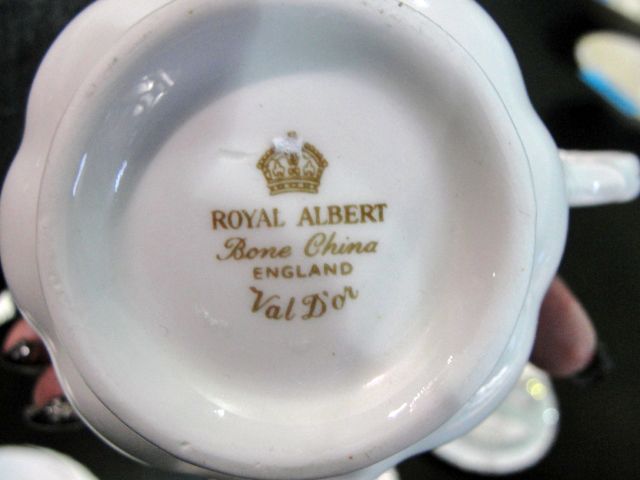 ROYAL ALBERT
Bone China
ENGLAND
Val D'or